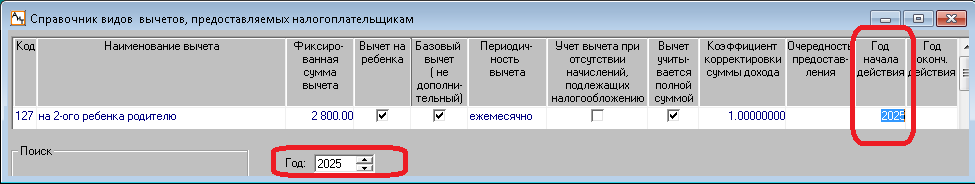 Справочник видов вычетов, предоставляемых налогоплательщикам
Код
Наименование вычета
Фиксиро-
ванная
сумма
вычета
Вычет на
ребенка
Базовый
вычет
( не
дополни-
тельный)
Периодич-
ность
вычета
Учет вычета при
отсутствии
начислений,
подлежащих
налогообложению
Вычет
учиты-
вается
полной
суммой
Коэффициент
корректировки
суммы дохода
Очередность
предостав-
ления
Год
начала
действия
Год
оконч.
действия
127 на 2-ого ребенка родителю 2 800.00 ежемесячно 1.00000000 2025
Поиск
Год: 2025